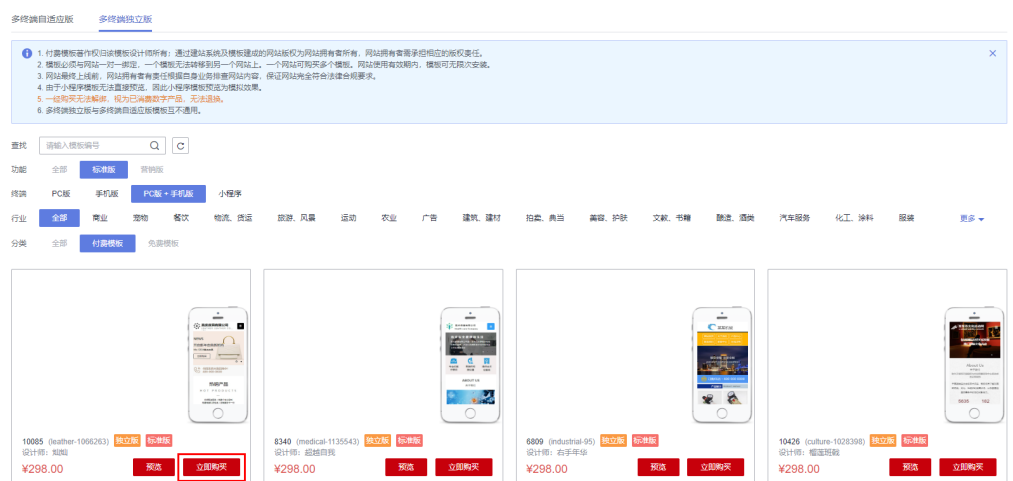 多终端自适应版 多终端独立版
1. 付费模板著作权归该模板设计师所有；通过建站系统及模板建成的网站版权为网站拥有者所有，网站拥有者需承担相应的版权责任。
2. 模板必须与网站一对一绑定，一个模板无法转移到另一个网站上。一个网站可购买多个模板。网站使用有效期内，模板可无限次安装。
3. 网站最终上线前，网站拥有者有责任根据自身业务排查网站内容，保证网站完全符合法律合规要求。
4. 由于小程序模板无法直接预览，因此小程序模板预览为模拟效果。
5. 一经购买无法解绑，视为已消费数字产品，无法退换。
6. 多终端独立版与多终端自适应版模板互不通用。
查找 请输入模板编号
功能 全部 标准版 营销版
终端 PC版 手机版 PC版 + 手机版 小程序
行业 全部 商业 宠物 餐饮 物流、货运 旅游、风景 运动 农业 广告 建筑、建材 拍卖、典当 美容、护肤 文教、书籍 酿造、酒类 汽车服务 化工、涂料 服装 更多
分类 全部 付费模板 免费模板
About Us
5835 162
10085 (leather-1066263) 独立版 标准版
设计师：灿灿
¥298.00 预览 立即购买
8340 (medical-1135543) 独立版 标准版
设计师：超越自我
¥298.00 预览 立即购买
6809 (industrial-95) 独立版 标准版
设计师：右手年华
¥298.00 预览 立即购买
10426 (culture-1028398) 独立版 标准版
设计师：榴莲班戟
¥298.00 预览 立即购买